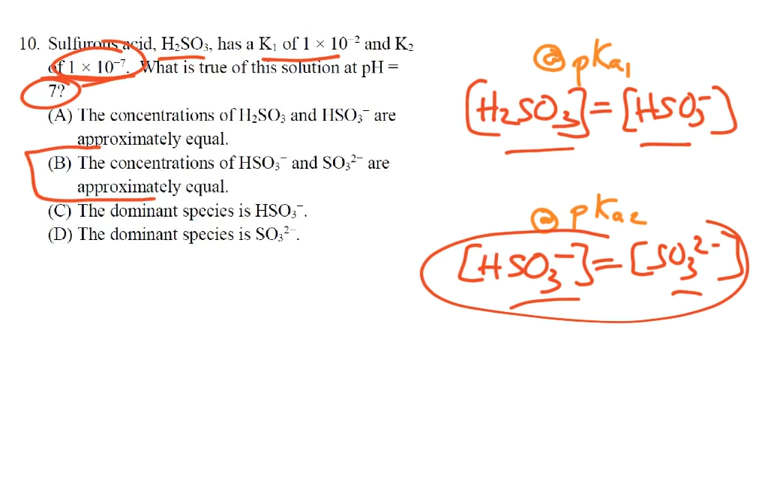 10. Sulfurous acid, H₂SO₃, has a K₁ of 1 × 10⁻² and K₂
of 1 × 10⁻⁷. What is true of this solution at pH =
7?
(A) The concentrations of H₂SO₃ and HSO₃⁻ are
approximately equal.
(B) The concentrations of HSO₃⁻ and SO₃²⁻ are
approximately equal.
(C) The dominant species is HSO₃⁻.
(D) The dominant species is SO₃²⁻.
@ pKa₁
[H₂SO₃] = [HSO₃⁻]
@ pKa₂
[HSO₃⁻] = [SO₃²⁻]